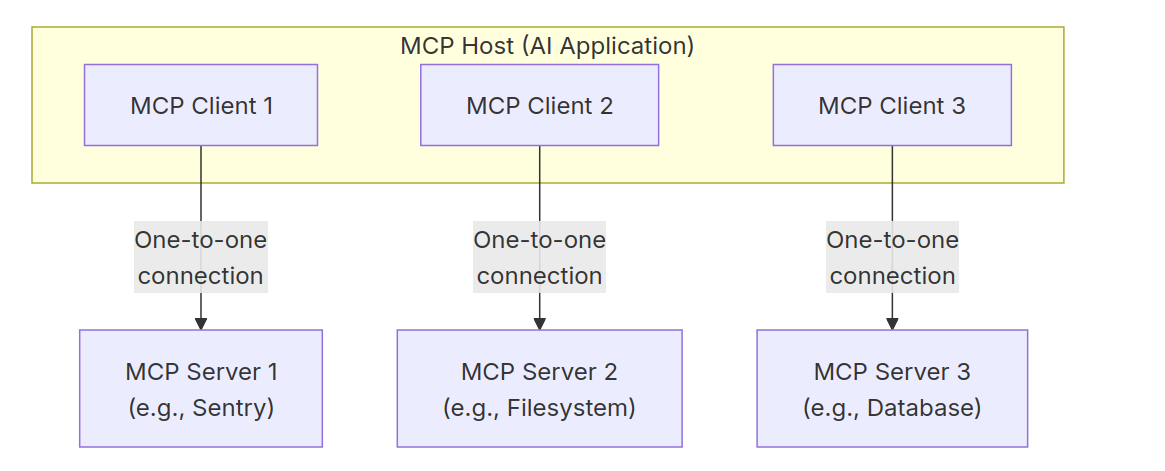 MCP Host (AI Application)
MCP Client 1
MCP Client 2
MCP Client 3
One-to-one
connection
One-to-one
connection
One-to-one
connection
MCP Server 1
(e.g., Sentry)
MCP Server 2
(e.g., Filesystem)
MCP Server 3
(e.g., Database)